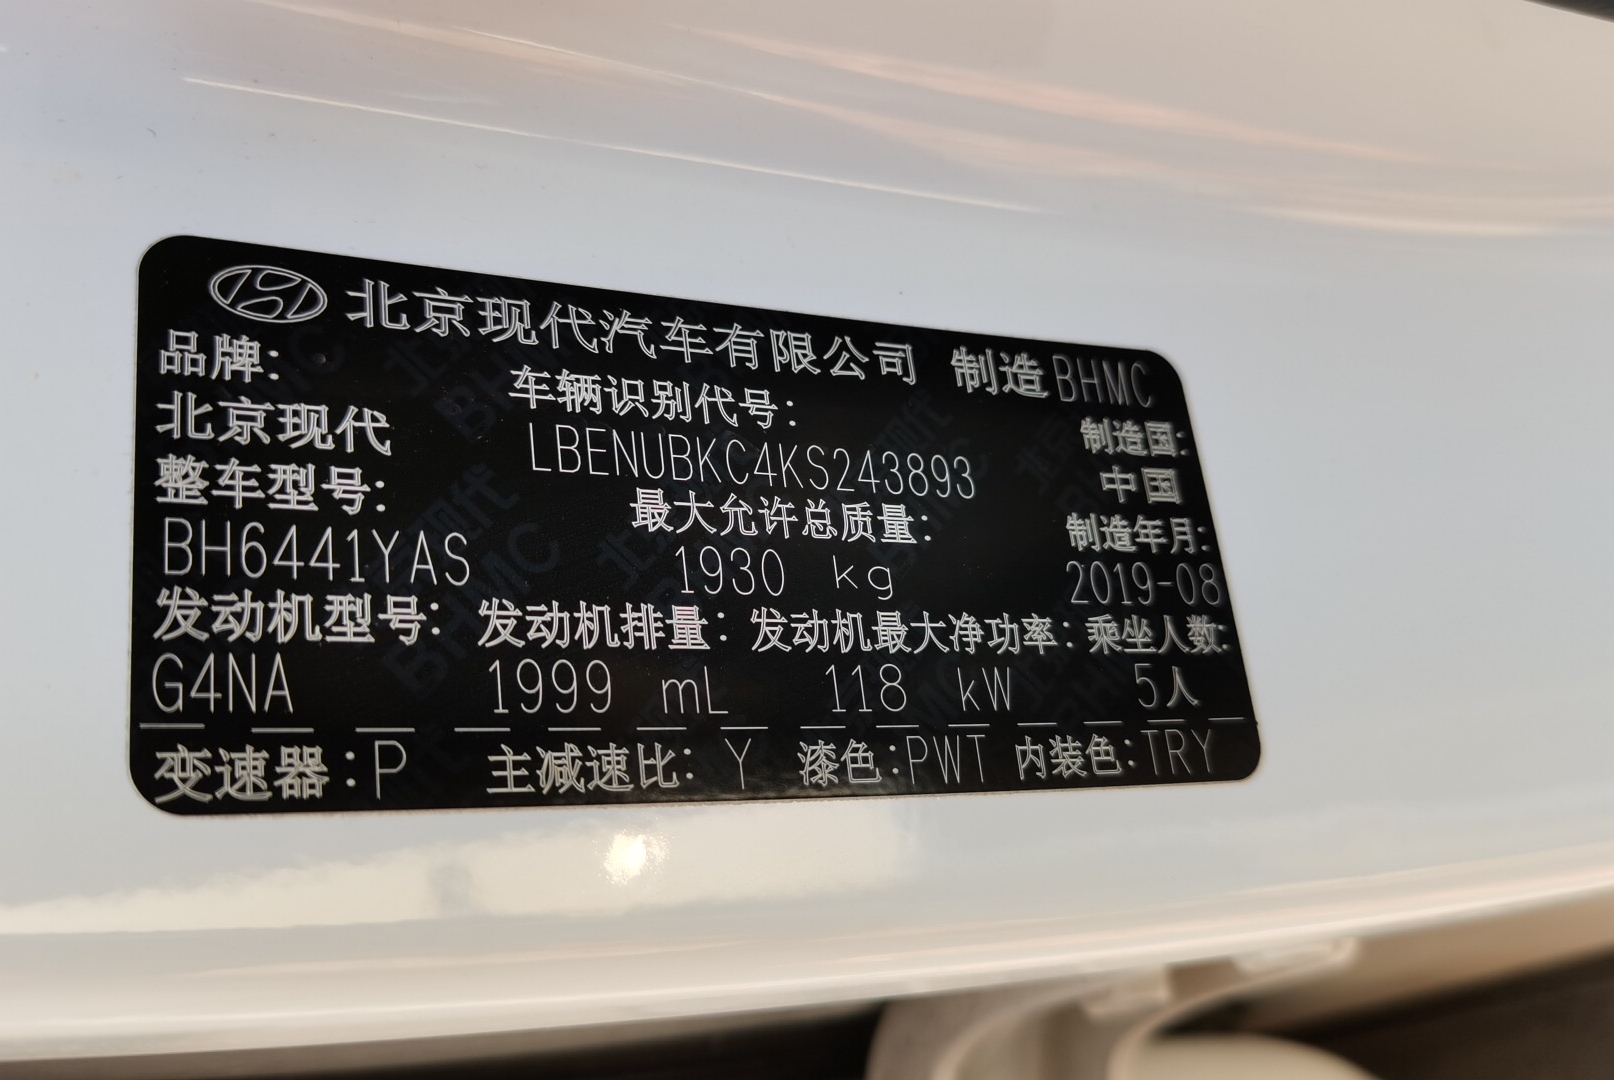 北京现代汽车有限公司 制造 BHMC
品牌:
北京现代
车辆识别代号:
LBENUBKC4KS243893
制造国:
中国
整车型号:
BH6441YAS
最大允许总质量:
1930 kg
制造年月:
2019-08
发动机型号: 发动机排量: 发动机最大净功率: 乘坐人数:
G4NA 1999 mL 118 kW 5人
变速器:P 主减速比: Y 漆色:PWT 内装色:TRY